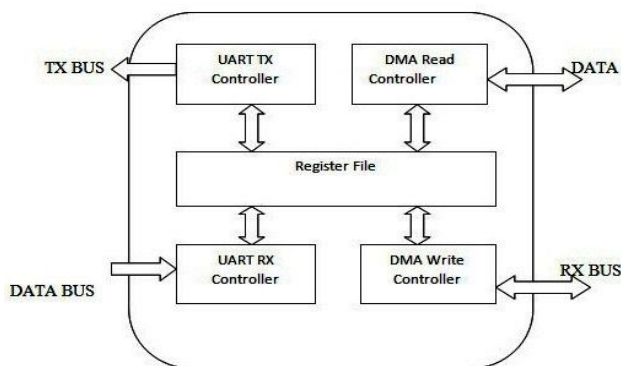 TX BUS
UART TX
Controller
DMA Read
Controller
DATA
Register File
UART RX
Controller
DMA Write
Controller
DATA BUS
RX BUS